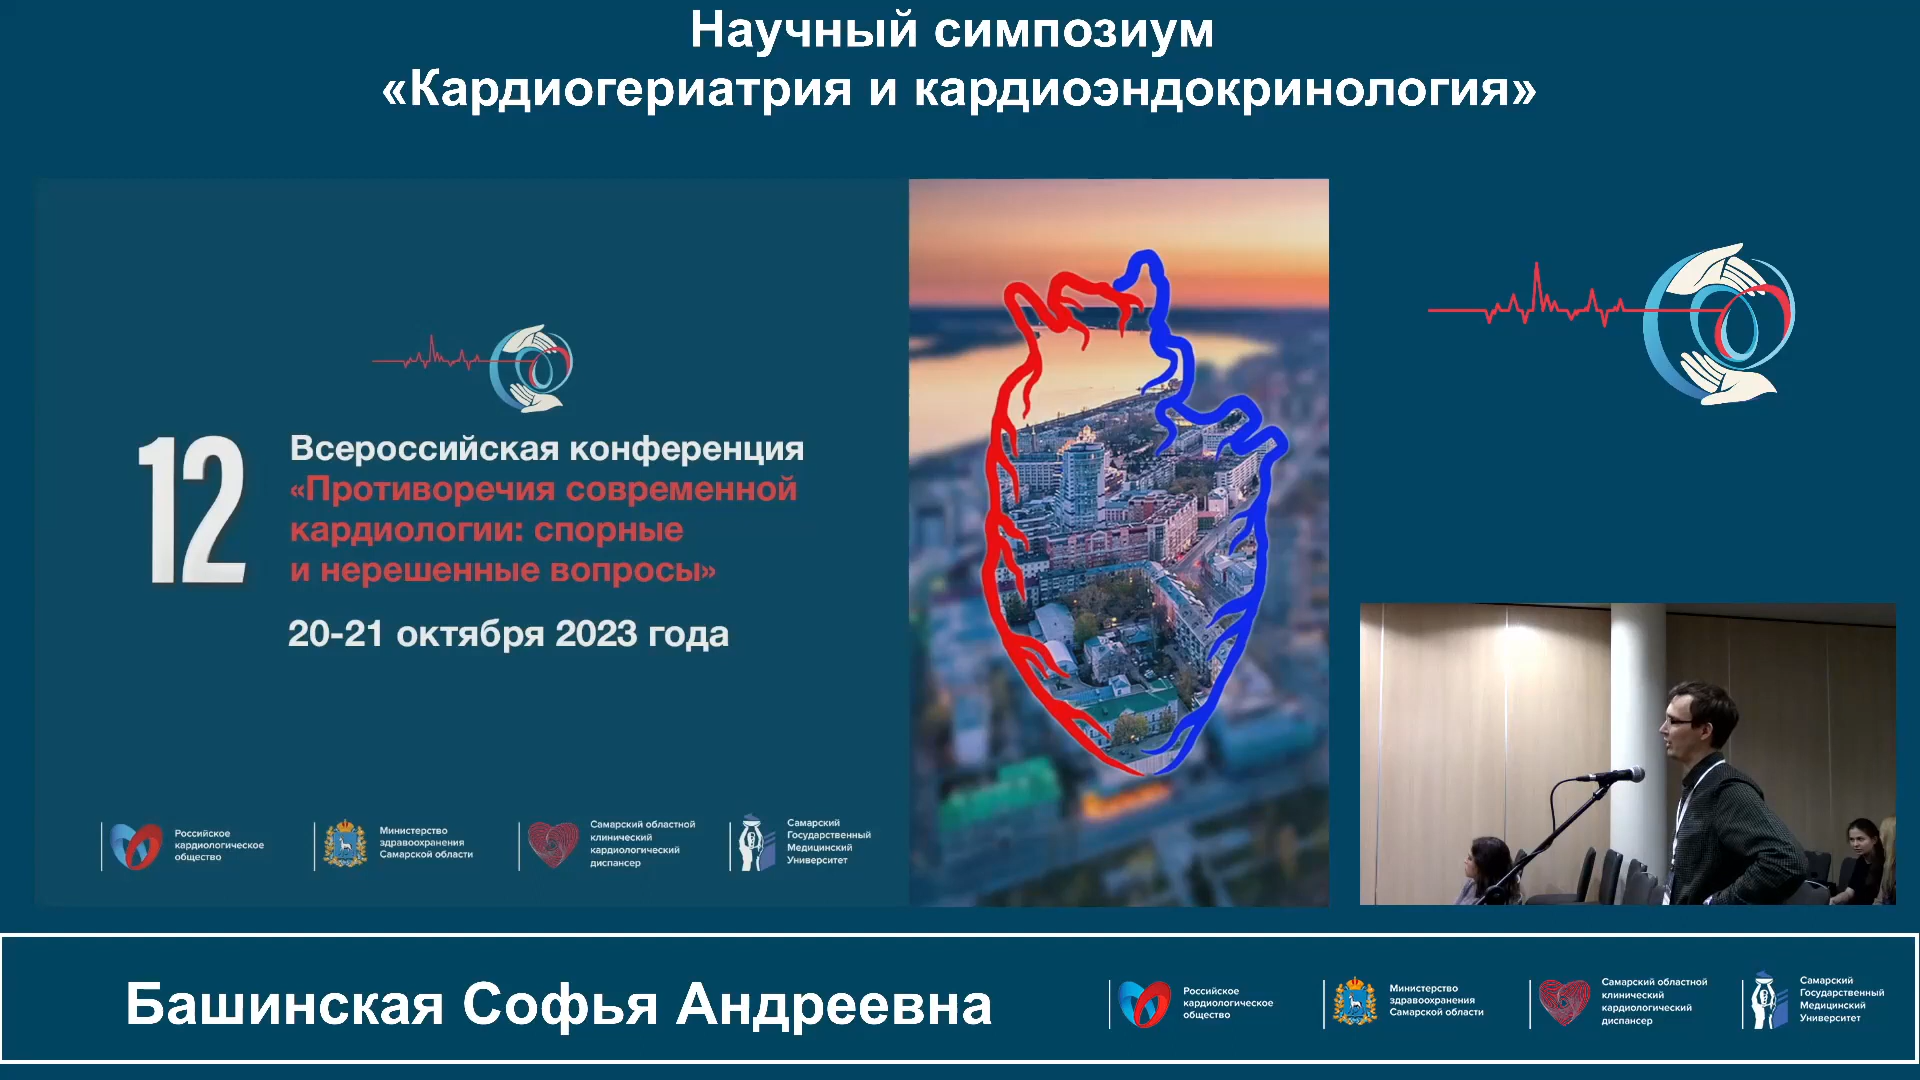 Научный симпозиум
«Кардиогериатрия и кардиоэндокринология»
12
Всероссийская конференция
«Противоречия современной
кардиологии: спорные
и нерешенные вопросы»
20-21 октября 2023 года
Российское
кардиологическое
общество
Министерство
здравоохранения
Самарской области
Самарский областной
клинический
кардиологический
диспансер
Самарский
Государственный
Медицинский
Университет
Башинская Софья Андреевна
Российское
кардиологическое
общество
Министерство
здравоохранения
Самарской области
Самарский областной
клинический
кардиологический
диспансер
Самарский
Государственный
Медицинский
Университет